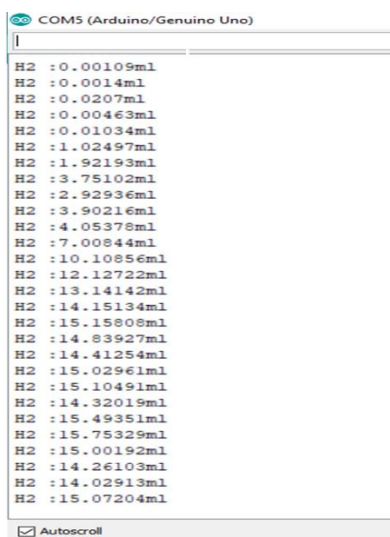 COM5 (Arduino/Genuino Uno)
H2 :0.00109ml
H2 :0.0014ml
H2 :0.0207ml
H2 :0.00463ml
H2 :0.01034ml
H2 :1.02497ml
H2 :1.92193ml
H2 :3.75102ml
H2 :2.92936ml
H2 :3.90216ml
H2 :4.05378ml
H2 :7.00844ml
H2 :10.10856ml
H2 :12.12722ml
H2 :13.14142ml
H2 :14.15134ml
H2 :15.15808ml
H2 :14.83927ml
H2 :14.41254ml
H2 :15.02961ml
H2 :15.10491ml
H2 :14.32019ml
H2 :15.49351ml
H2 :15.75329ml
H2 :15.00192ml
H2 :14.26103ml
H2 :14.02913ml
H2 :15.07204ml
Autoscroll